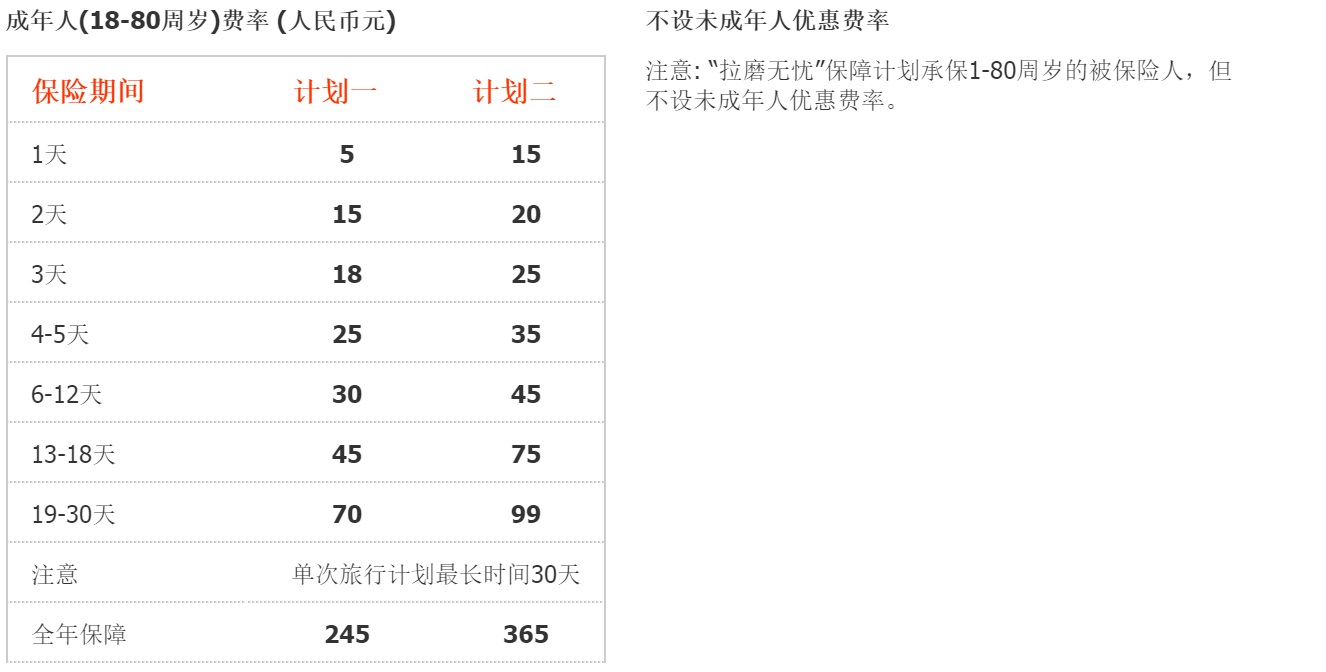 成年人(18-80周岁)费率 (人民币元)
保险期间 计划一 计划二
1天 5 15
2天 15 20
3天 18 25
4-5天 25 35
6-12天 30 45
13-18天 45 75
19-30天 70 99
注意 单次旅行计划最长时间30天
全年保障 245 365
不设未成年人优惠费率
注意: “拉磨无忧”保障计划承保1-80周岁的被保险人，但
不设未成年人优惠费率。